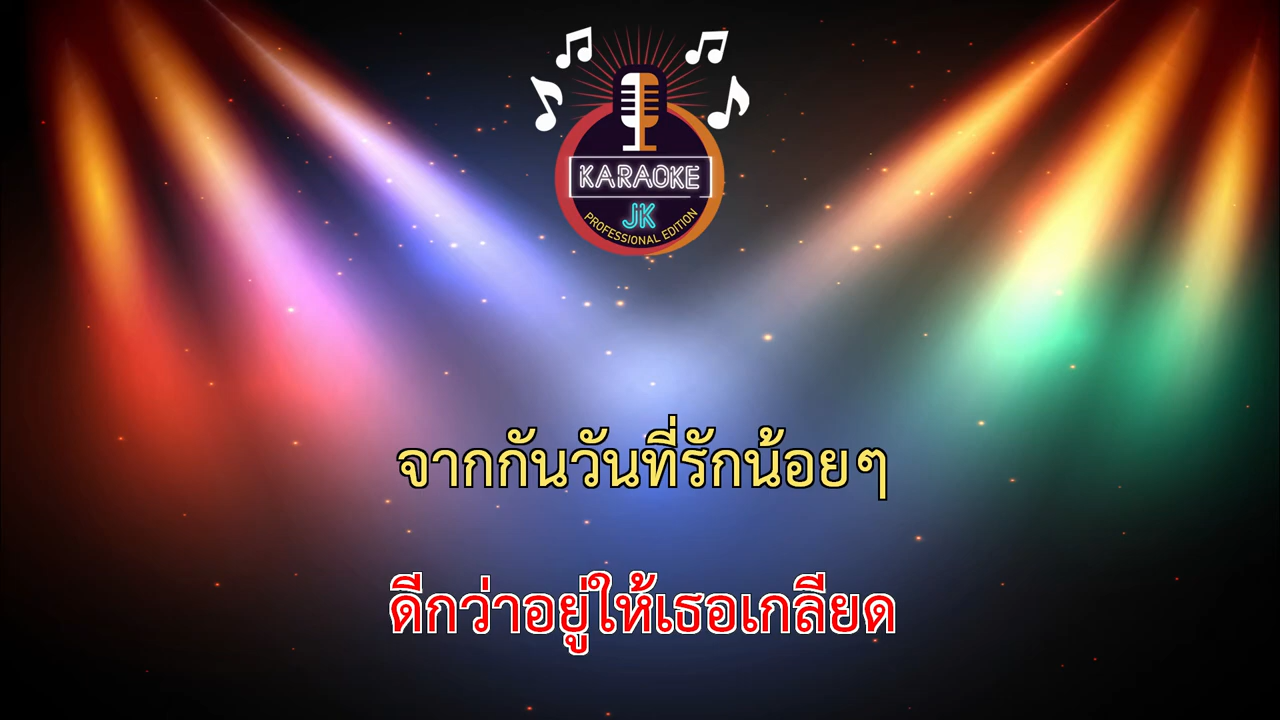 KARAOKE
JK
PROFESSIONAL EDITION
จากกันวันที่รักน้อยๆ
ดีกว่าอยู่ให้เธอเกลียด